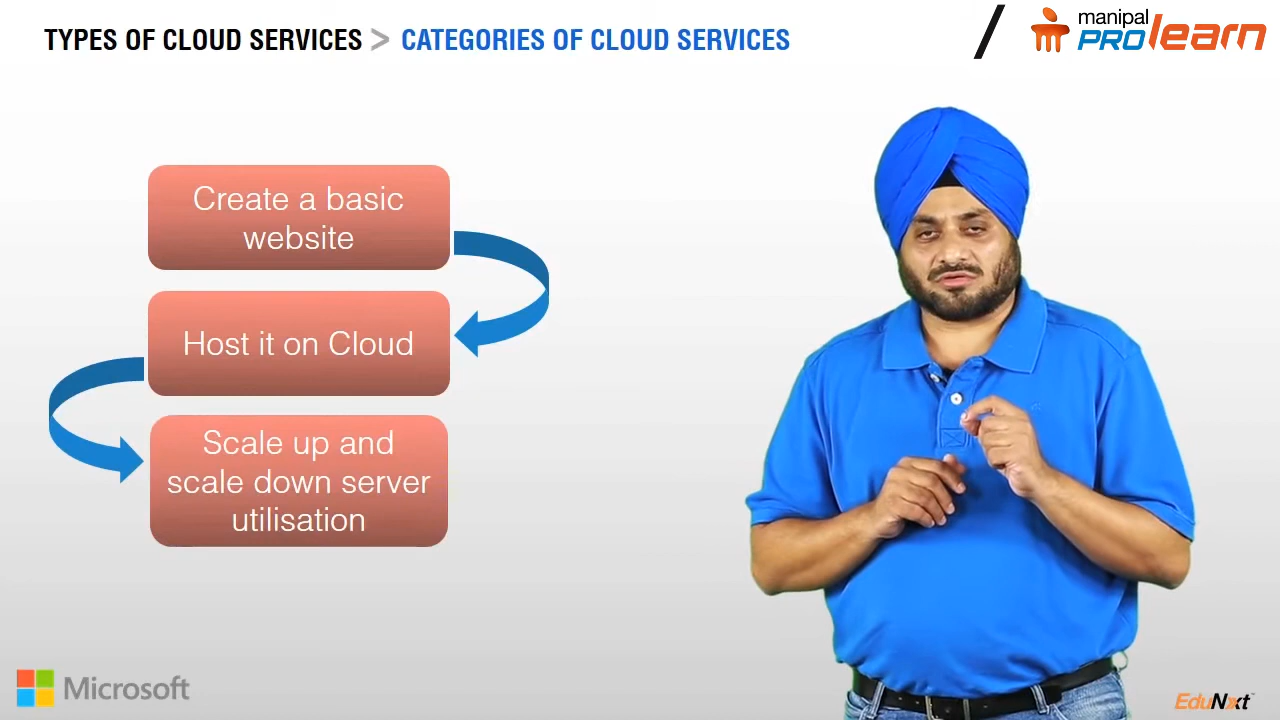 TYPES OF CLOUD SERVICES > CATEGORIES OF CLOUD SERVICES
manipal
PROlearn
Create a basic
website
Host it on Cloud
Scale up and
scale down server
utilisation
Microsoft
EduNxt